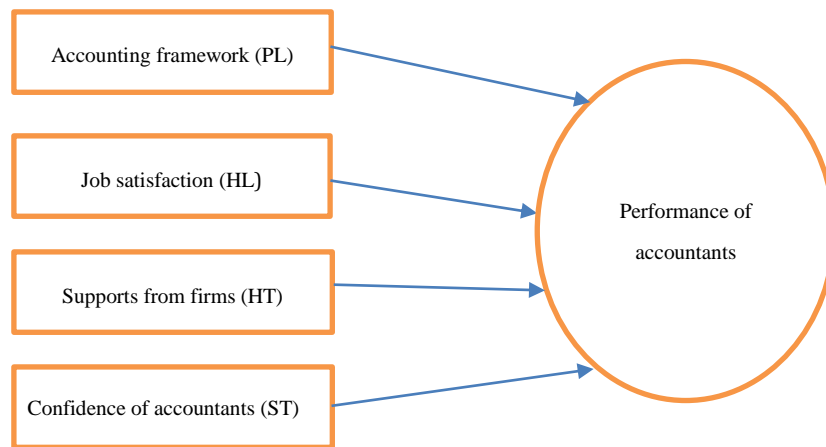 Accounting framework (PL)
Job satisfaction (HL)
Supports from firms (HT)
Confidence of accountants (ST)
Performance of
accountants